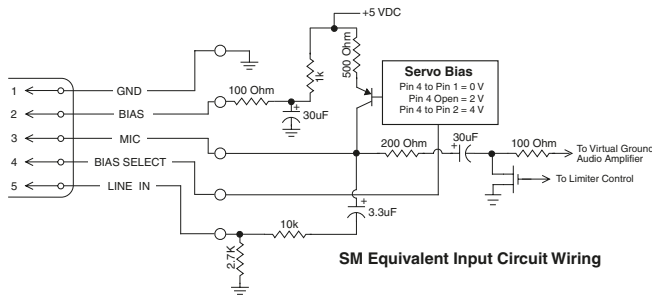 +5 VDC
500 Ohm
1k
Servo Bias
Pin 4 to Pin 1 = 0 V
Pin 4 Open = 2 V
Pin 4 to Pin 2 = 4 V
1
GND
100 Ohm
2
BIAS
+
30uF
3
MIC
200 Ohm
+
30uF
100 Ohm
To Virtual Ground
Audio Amplifier
4
BIAS SELECT
To Limiter Control
5
LINE IN
+
3.3uF
10k
2.7K
SM Equivalent Input Circuit Wiring